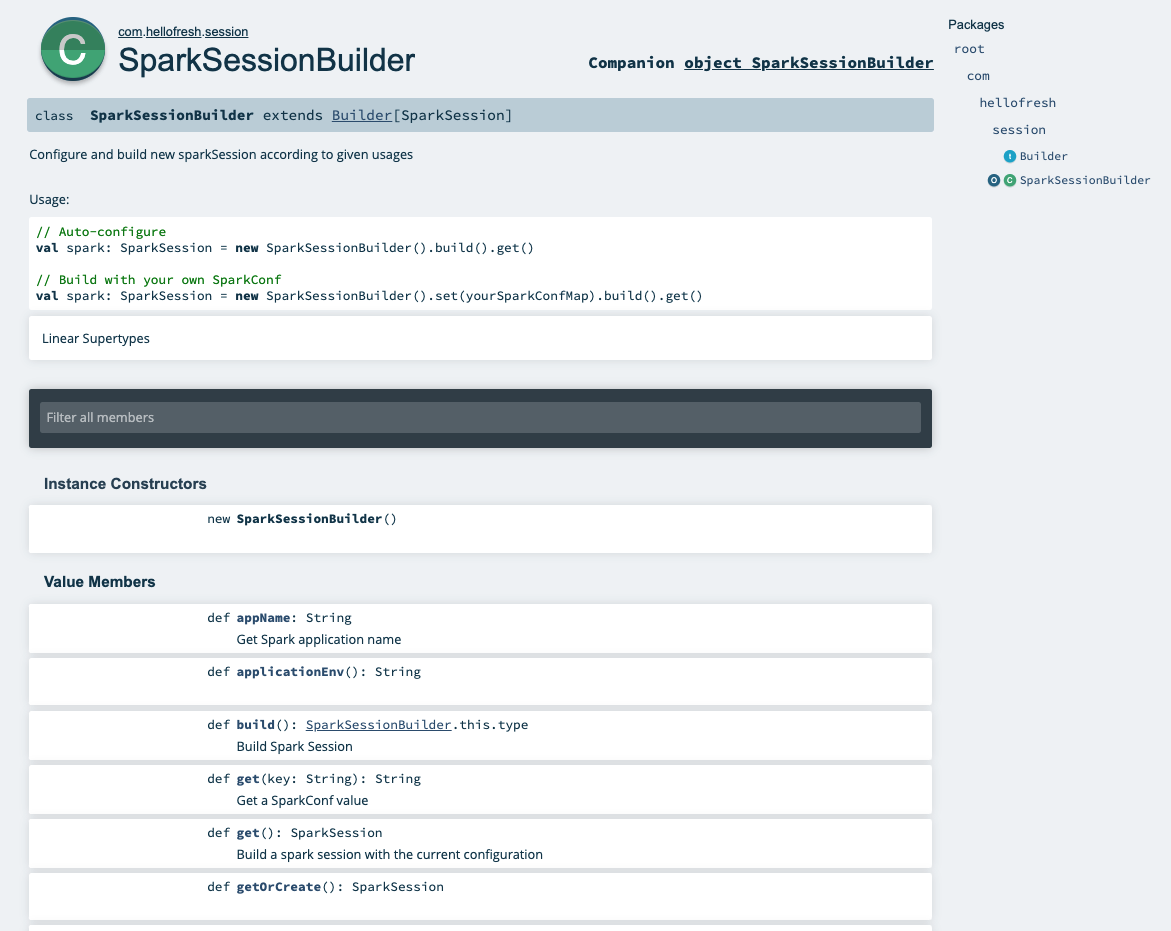 C
com.hellofresh.session
SparkSessionBuilder
Companion object SparkSessionBuilder
class SparkSessionBuilder extends Builder[SparkSession]
Configure and build new sparkSession according to given usages
Usage:
// Auto-configure
val spark: SparkSession = new SparkSessionBuilder().build().get()
// Build with your own SparkConf
val spark: SparkSession = new SparkSessionBuilder().set(yourSparkConfMap).build().get()
Linear Supertypes
Filter all members
Instance Constructors
new SparkSessionBuilder()
Value Members
def appName: String
Get Spark application name
def applicationEnv(): String
def build(): SparkSessionBuilder.this.type
Build Spark Session
def get(key: String): String
Get a SparkConf value
def get(): SparkSession
Build a spark session with the current configuration
def getOrCreate(): SparkSession
Packages
root
com
hellofresh
session
t Builder
O C SparkSessionBuilder